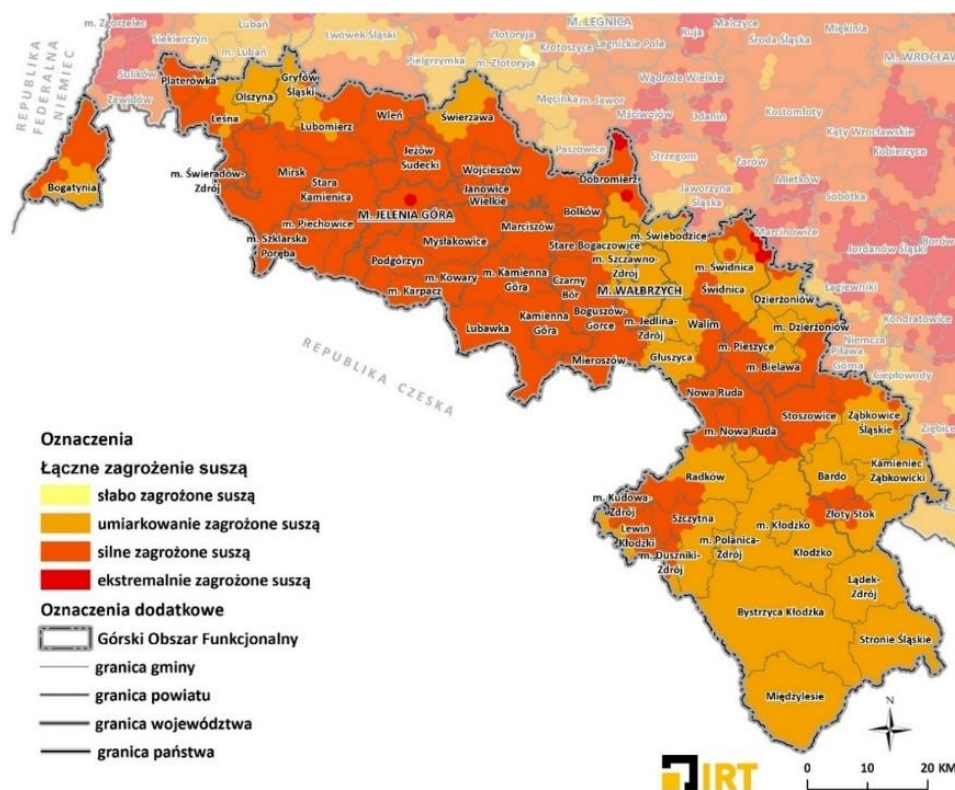 m. Zgorzelec
Lubań
M. LEGNICA
Siekierczyn
Lwówek Śląski
Złotoryja
Krotoszyce
Legnickie Pole
Ruja
Malczyce
Miękinia
m. Lubań
Pielgrzymka
m. Złotoryja
Środa Śląska
M. WROCŁAW
REPUBLIKA
FEDERALNA
NIEMIEC
Sulików
Zawidów
Platerówka
Gryfów
Śląski
Olszyna
Leśna
Lubomierz
Wleń
Świerzawa
Męcinka
m. Jawor
Wądroże Wielkie
Mściwojów
Udanin
Kostomłoty
Kąty Wrocławskie
Kobierzyce
Paszowice
Strzegom
Żarów
Mietków
Sobótka
Bogatynia
m. Świeradów-
Zdrój
Mirsk
Stara
Kamienica
Jeżów
Sudecki
Wojcieszów
Janowice
Wielkie
Dobromierz
Jaworzyna
Śląska
Marcinowice
Jordanów Śląski
Borów
m. Piechowice
M. JELENIA GÓRA
Marciszów
Bolków
m. Świebodzice
m. Szklarska
Poręba
Mysłakowice
Stare Bogaczowice
m. Szczawno-
Zdrój
m. Świdnica
Świdnica
Łagiewniki
Podgórzyn
m. Kowary
m. Karpacz
m. Kamienna
Góra
Czarny
Bór
M. WAŁBRZYCH
Dzierżoniów
m. Dzierżoniów
Kondratowice
Niemcza
Lubawka
Kamienna
Góra
Boguszów-
Gorce
m. Jedlina-
Zdrój
Walim
m. Pieszyce
Piława
Górna
Ciepłowody
REPUBLIKA CZESKA
Mieroszów
Głuszyca
m. Bielawa
Nowa Ruda
m. Nowa Ruda
Stoszowice
Ząbkowice
Śląskie
Ziębice
Radków
Bardo
Kamieniec
Ząbkowicki
m. Kudowa-
Zdrój
Lewin
Kłodzki
Szczytna
m. Kłodzko
Złoty Stok
m. Duszniki-
Zdrój
m. Polanica-
Zdrój
Kłodzko
Lądek-
Zdrój
Bystrzyca Kłodzka
Stronie Śląskie
Międzylesie
Oznaczenia
Łączne zagrożenie suszą
słabo zagrożone suszą
umiarkowanie zagrożone suszą
silne zagrożone suszą
ekstremalnie zagrożone suszą
Oznaczenia dodatkowe
Górski Obszar Funkcjonalny
granica gminy
granica powiatu
granica województwa
granica państwa
N
IRT
0 10 20 KM